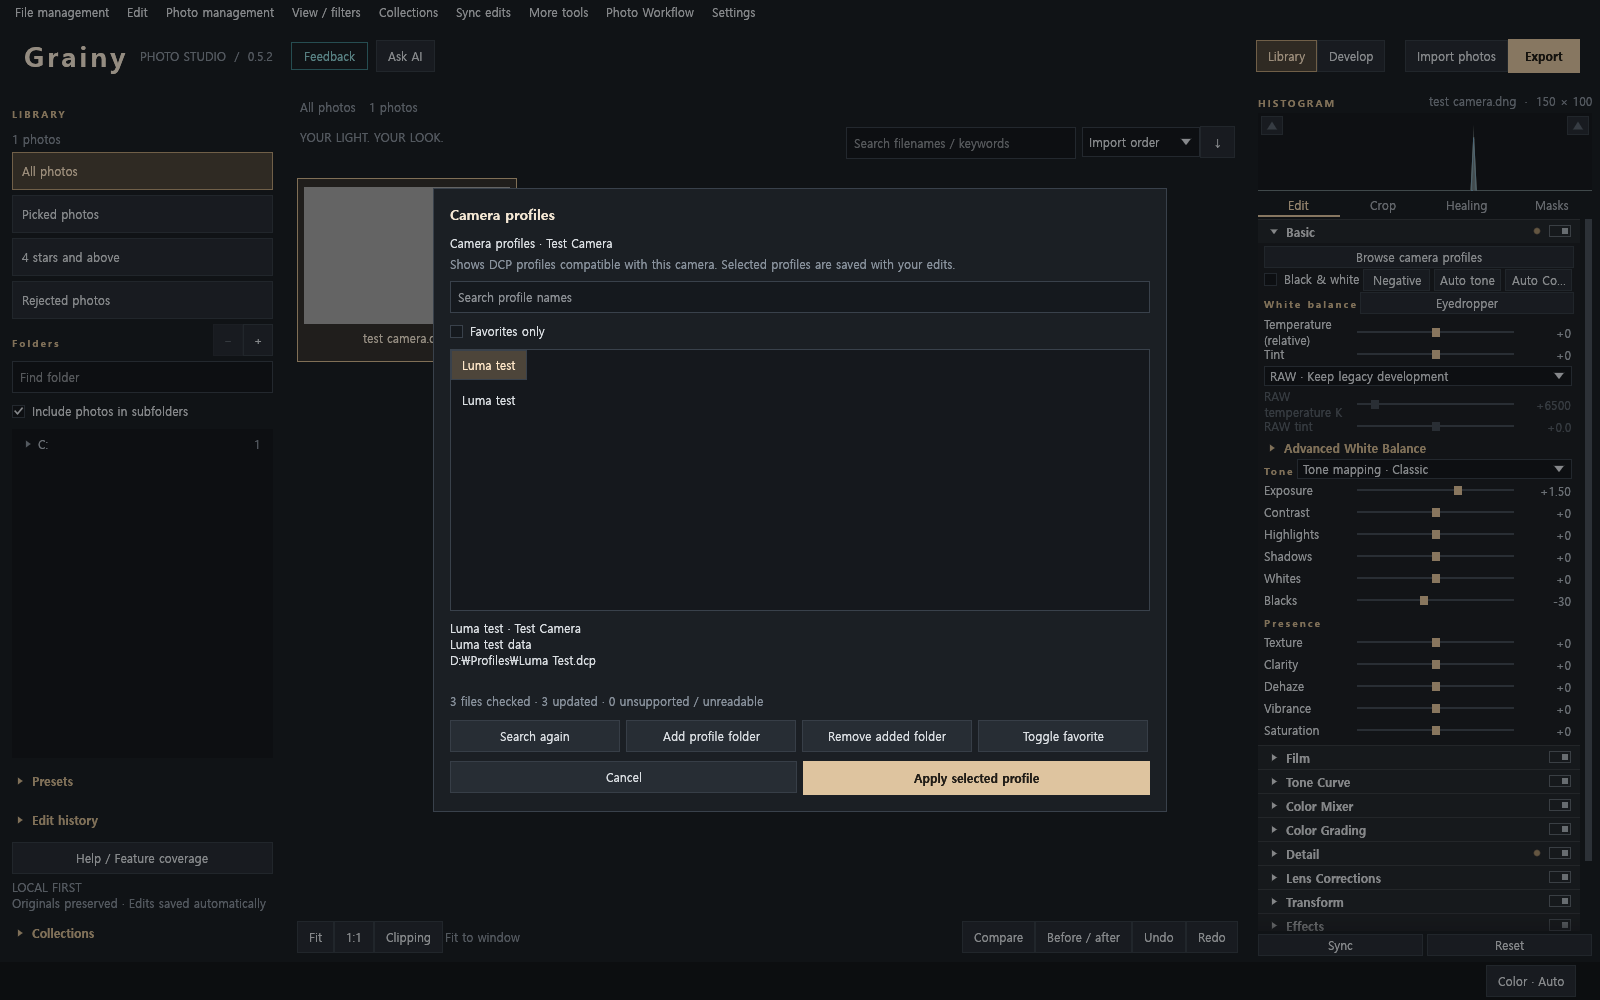 File management Edit Photo management View / filters Collections Sync edits More tools Photo Workflow Settings
Grainy PHOTO STUDIO / 0.5.2 Feedback Ask AI Library Develop Import photos Export
LIBRARY
1 photos
All photos
Picked photos
4 stars and above
Rejected photos
Folders − +
Find folder
Include photos in subfolders
C: 1
Presets
Edit history
Help / Feature coverage
LOCAL FIRST
Originals preserved · Edits saved automatically
Collections
All photos 1 photos
YOUR LIGHT. YOUR LOOK.
Search filenames / keywords Import order ↓
test camera.d
Camera profiles
Camera profiles · Test Camera
Shows DCP profiles compatible with this camera. Selected profiles are saved with your edits.
Search profile names
Favorites only
Luma test
Luma test
Luma test · Test Camera
Luma test data
D:₩Profiles₩Luma Test.dcp
3 files checked · 3 updated · 0 unsupported / unreadable
Search again Add profile folder Remove added folder Toggle favorite
Cancel Apply selected profile
Fit 1:1 Clipping Fit to window Compare Before / after Undo Redo
HISTOGRAM test camera.dng · 150 × 100
Edit Crop Healing Masks
Basic
Browse camera profiles
Black & white Negative Auto tone Auto Co...
White balance Eyedropper
Temperature
(relative) +0
Tint +0
RAW · Keep legacy development
RAW
temperature K +6500
RAW tint +0.0
Advanced White Balance
Tone Tone mapping · Classic
Exposure +1.50
Contrast +0
Highlights +0
Shadows +0
Whites +0
Blacks -30
Presence
Texture +0
Clarity +0
Dehaze +0
Vibrance +0
Saturation +0
Film
Tone Curve
Color Mixer
Color Grading
Detail
Lens Corrections
Transform
Effects
Sync Reset
Color · Auto